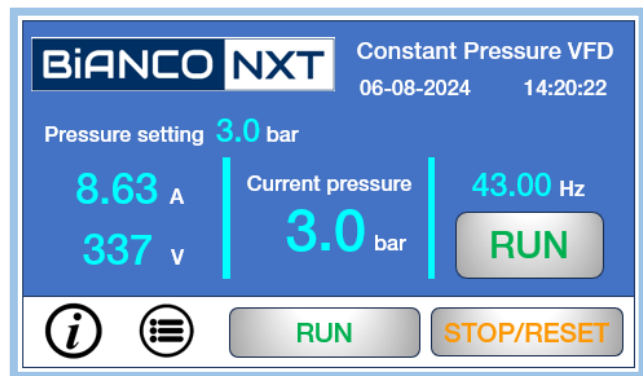 BiANCO NXT
Constant Pressure VFD
06-08-2024 14:20:22
Pressure setting 3.0 bar
8.63 A
337 V
Current pressure
3.0 bar
43.00 Hz
RUN
i
RUN
STOP/RESET